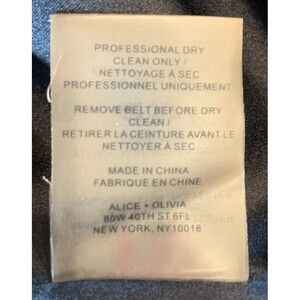 PROFESSIONAL DRY
CLEAN ONLY /
NETTOYAGE À SEC
PROFESSIONNEL UNIQUEMENT
REMOVE BELT BEFORE DRY
CLEAN /
RETIRER LA CEINTURE AVANT LE
NETTOYER À SEC
MADE IN CHINA
FABRIQUE EN CHINE
ALICE + OLIVIA
80W 40TH ST 6FL
NEW YORK, NY10018